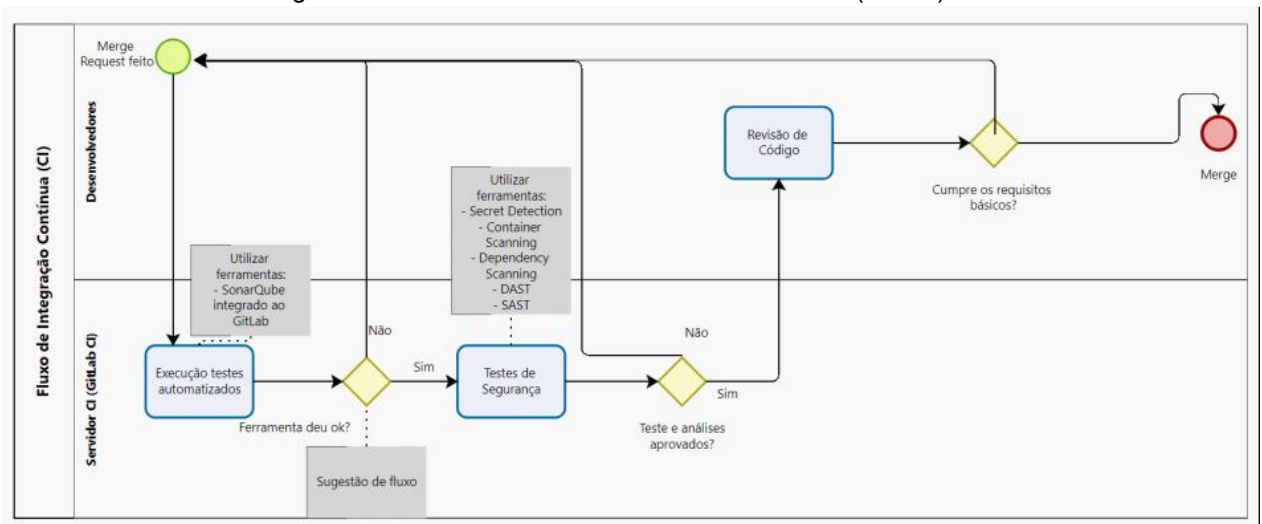 Fluxo de Integração Contínua (CI)
Desenvolvedores
Merge
Request feito
Revisão de
Código
Cumpre os requisitos
básicos?
Merge
Utilizar
ferramentas:
- Secret Detection
- Container
Scanning
- Dependency
Scanning
- DAST
- SAST
Utilizar
ferramentas:
- SonarQube
integrado ao
GitLab
Servidor CI (GitLab CI)
Execução testes
automatizados
Não
Ferramenta deu ok?
Sim
Sugestão de fluxo
Testes de
Segurança
Não
Sim
Teste e análises
aprovados?